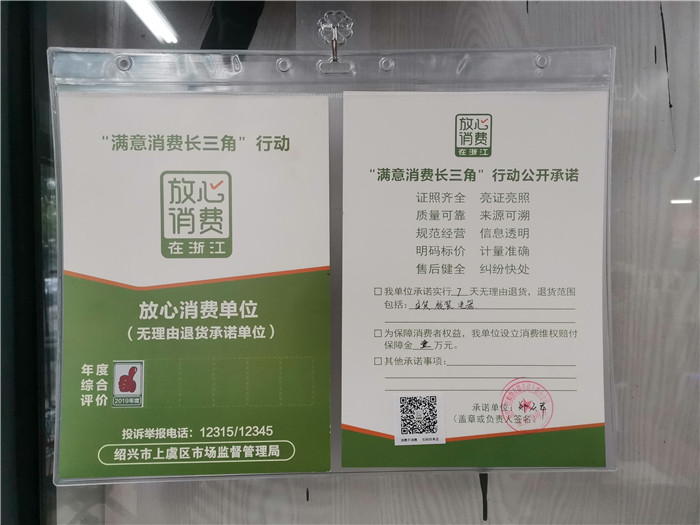 “满意消费长三角”行动
放心
消费
在浙江
放心消费单位
（无理由退货承诺单位）
年度
综合
评价
2019年度
投诉举报电话：12315/12345
绍兴市上虞区市场监督管理局
放心
消费
在浙江
“满意消费长三角”行动公开承诺
证照齐全 亮证亮照
质量可靠 来源可溯
规范经营 信息透明
明码标价 计量准确
售后健全 纠纷快处
□我单位承诺实行 7 天无理由退货，退货范围
包括：服装
□为保障消费者权益，我单位设立消费维权赔付
保障金 万元。
□其他承诺事项：
承诺单位：
（盖章或负责人签名）